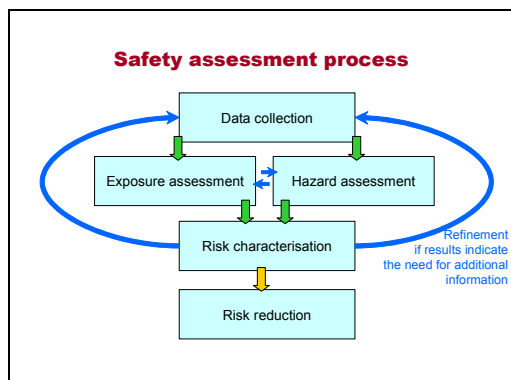 Safety assessment process
Data collection
Exposure assessment
Hazard assessment
Risk characterisation
Refinement
if results indicate
the need for additional
information
Risk reduction